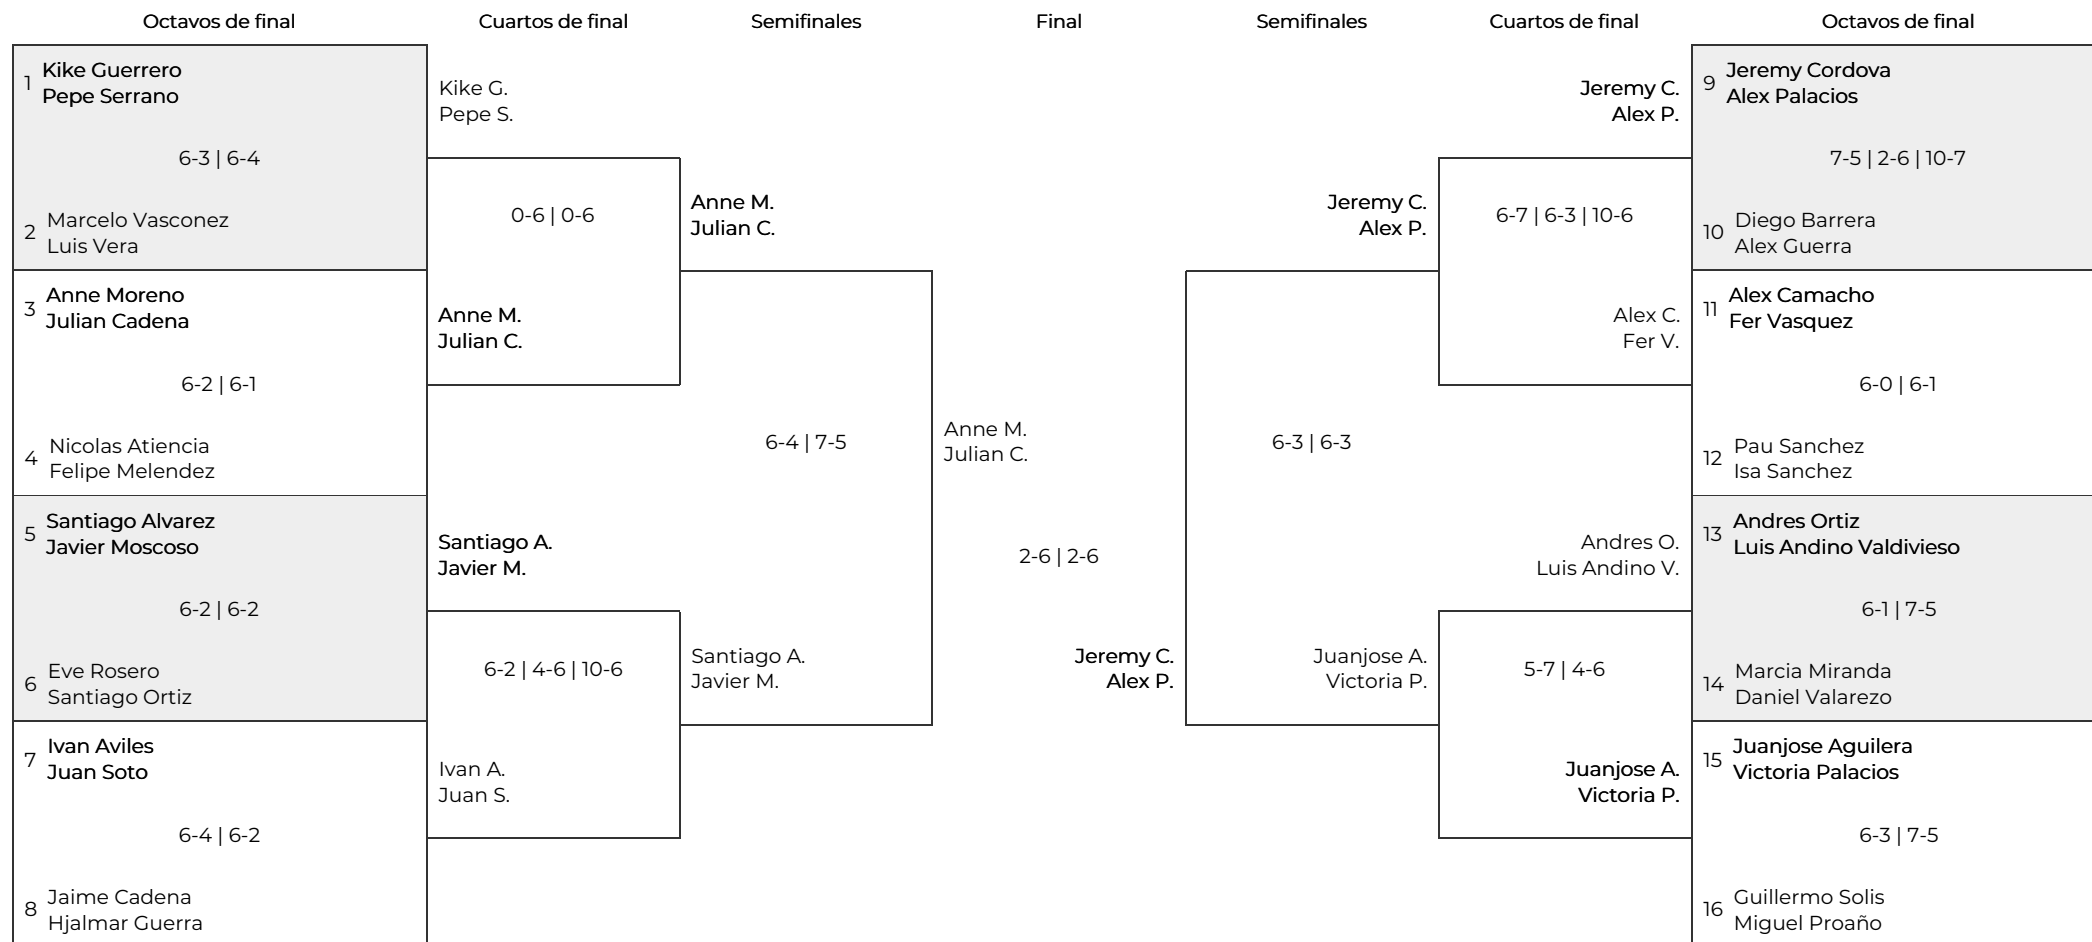 Octavos de final
Cuartos de final
Semifinales
Final
Semifinales
Cuartos de final
Octavos de final
1
Kike Guerrero
Pepe Serrano
6-3 | 6-4
2
Marcelo Vasconez
Luis Vera
3
Anne Moreno
Julian Cadena
6-2 | 6-1
4
Nicolas Atiencia
Felipe Melendez
5
Santiago Alvarez
Javier Moscoso
6-2 | 6-2
6
Eve Rosero
Santiago Ortiz
7
Ivan Aviles
Juan Soto
6-4 | 6-2
8
Jaime Cadena
Hjalmar Guerra
Kike G.
Pepe S.
0-6 | 0-6
Anne M.
Julian C.
Santiago A.
Javier M.
6-2 | 4-6 | 10-6
Ivan A.
Juan S.
Anne M.
Julian C.
6-4 | 7-5
Santiago A.
Javier M.
Anne M.
Julian C.
2-6 | 2-6
Jeremy C.
Alex P.
Jeremy C.
Alex P.
6-3 | 6-3
Juanjose A.
Victoria P.
Jeremy C.
Alex P.
6-7 | 6-3 | 10-6
Alex C.
Fer V.
Andres O.
Luis Andino V.
5-7 | 4-6
Juanjose A.
Victoria P.
9
Jeremy Cordova
Alex Palacios
7-5 | 2-6 | 10-7
10
Diego Barrera
Alex Guerra
11
Alex Camacho
Fer Vasquez
6-0 | 6-1
12
Pau Sanchez
Isa Sanchez
13
Andres Ortiz
Luis Andino Valdivieso
6-1 | 7-5
14
Marcia Miranda
Daniel Valarezo
15
Juanjose Aguilera
Victoria Palacios
6-3 | 7-5
16
Guillermo Solis
Miguel Proaño